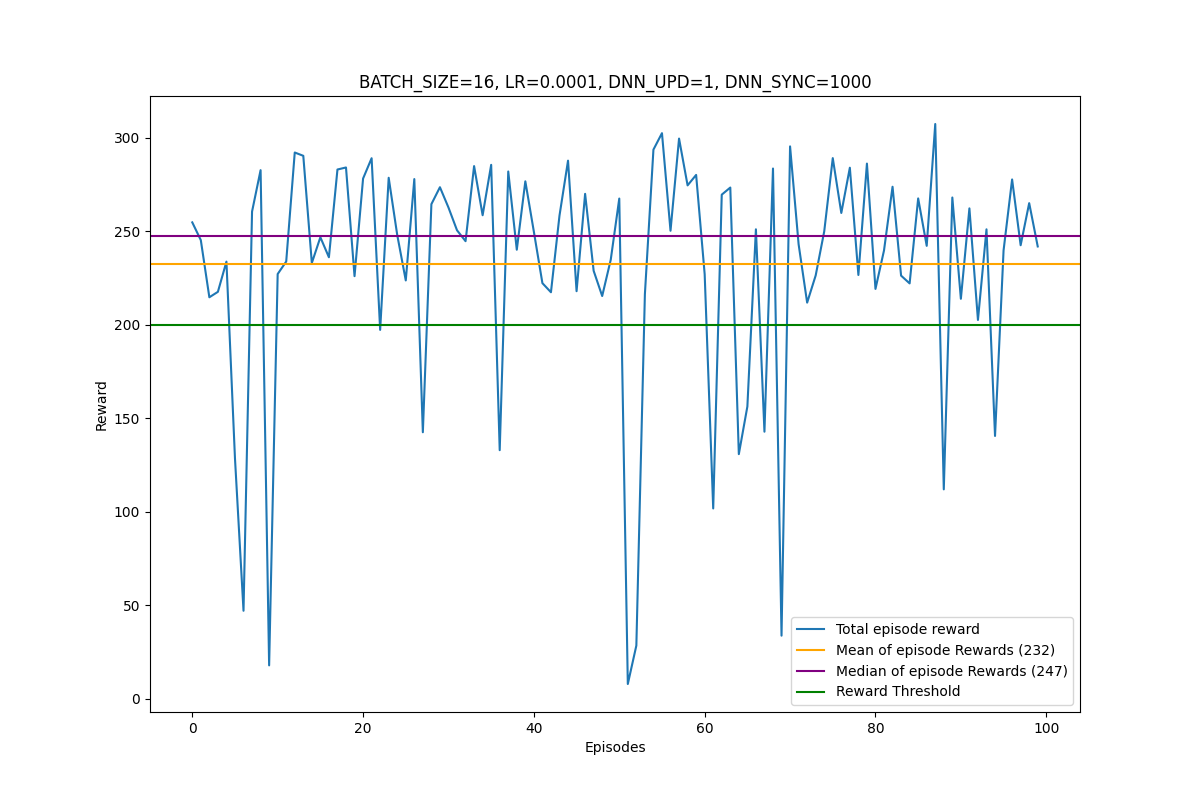 BATCH_SIZE=16, LR=0.0001, DNN_UPD=1, DNN_SYNC=1000
300
250
200
150
100
50
0
Reward
Total episode reward
Mean of episode Rewards (232)
Median of episode Rewards (247)
Reward Threshold
0 20 40 60 80 100
Episodes